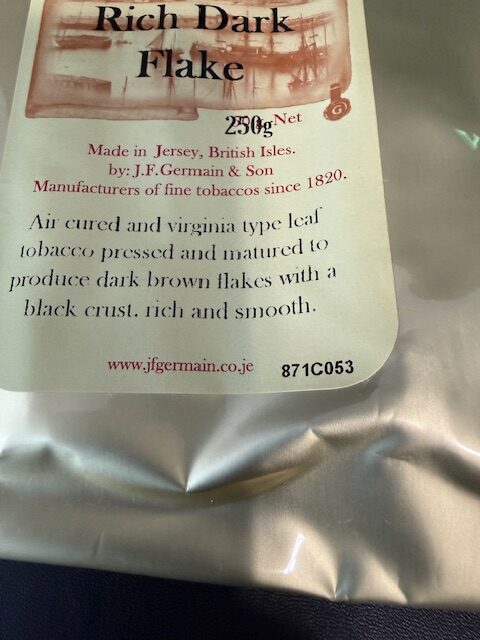 Rich Dark
Flake
250g Net
Made in Jersey, British Isles.
by: J.F.Germain & Son
Manufacturers of fine tobaccos since 1820.
Air cured and virginia type leaf
tobacco pressed and matured to
produce dark brown flakes with a
black crust. rich and smooth.
www.jfgermain.co.je 871C053
G